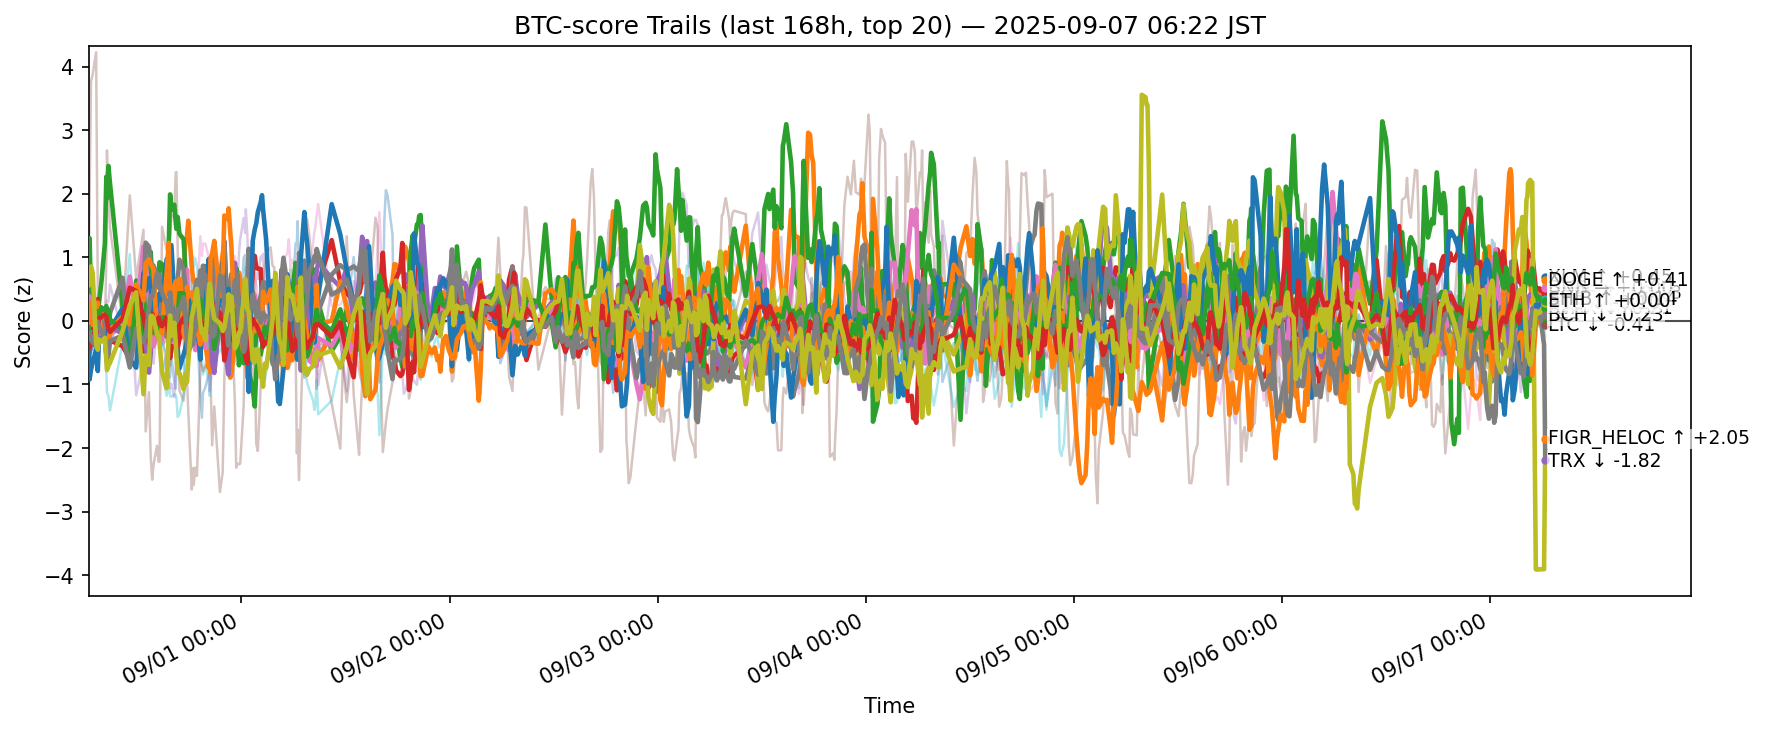 BTC-score Trails (last 168h, top 20) — 2025-09-07 06:22 JST
Score (z)
4
3
2
1
0
−1
−2
−3
−4
DOGE ↑ +0.41
ETH ↑ +0.00
BCH ↓ -0.23
LTC ↓ -0.41
FIGR_HELOC ↑ +2.05
TRX ↓ -1.82
09/01 00:00
09/02 00:00
09/03 00:00
09/04 00:00
09/05 00:00
09/06 00:00
09/07 00:00
Time